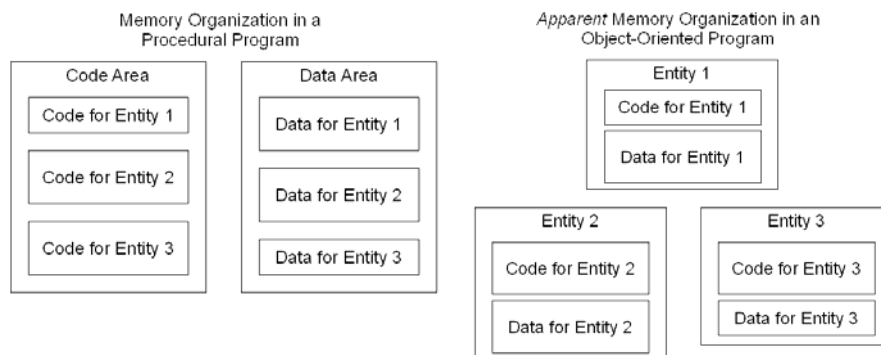 Memory Organization in a
Procedural Program
Code Area
Code for Entity 1
Code for Entity 2
Code for Entity 3
Data Area
Data for Entity 1
Data for Entity 2
Data for Entity 3
Apparent Memory Organization in an
Object-Oriented Program
Entity 1
Code for Entity 1
Data for Entity 1
Entity 2
Code for Entity 2
Data for Entity 2
Entity 3
Code for Entity 3
Data for Entity 3